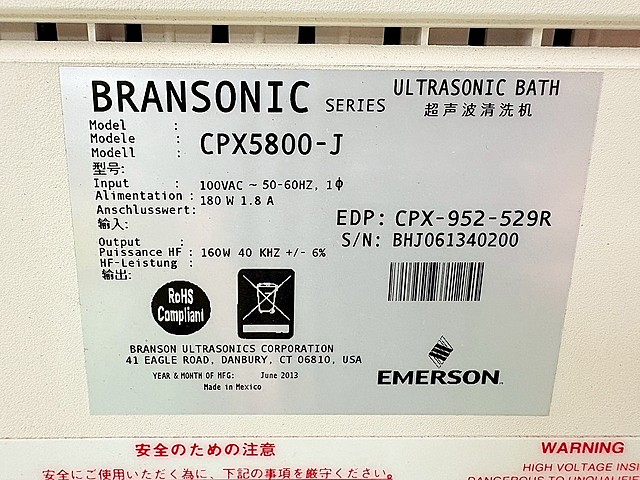 BRANSONIC SERIES ULTRASONIC BATH
超声波清洗机
Model :
Modele : CPX5800-J
Modell :
型号:
Input : 100VAC ~ 50-60HZ, 1ϕ
Alimentation : 180 W 1.8 A
Anschlusswert:
输入:
EDP: CPX-952-529R
S/N: BHJ061340200
Output :
Puissance HF : 160W 40 KHZ +/- 6%
HF-Leistung :
输出:
RoHS
Compliant
BRANSON ULTRASONICS CORPORATION
41 EAGLE ROAD, DANBURY, CT 06810, USA
YEAR & MONTH OF MFG: June 2013
Made in Mexico
EMERSON
安全のための注意
安全にご使用いただく為に、下記の事項を厳守ください。
WARNING
HIGH VOLTAGE INSI
DANGEROUS TO UNQUALIFIE